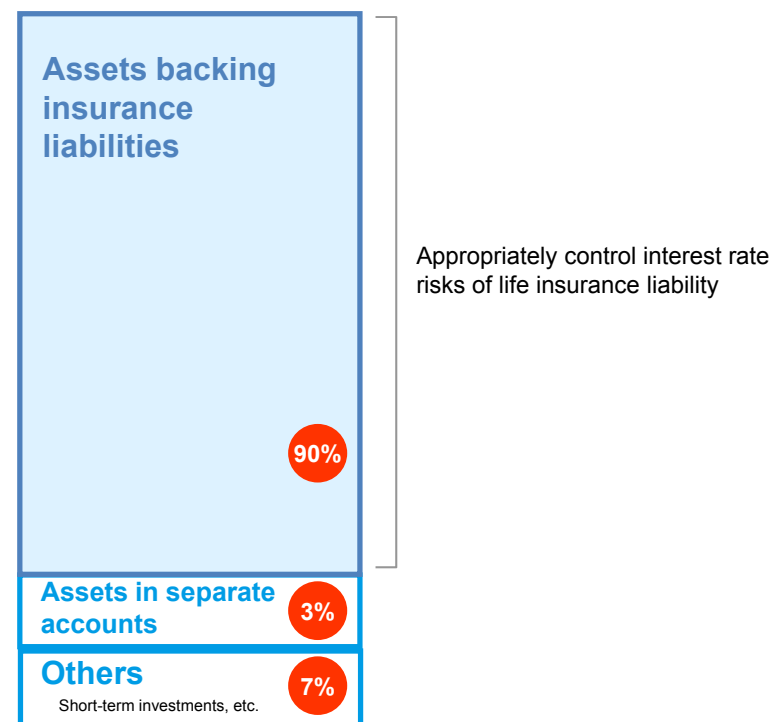 Assets backing
insurance
liabilities
Appropriately control interest rate
risks of life insurance liability
90%
Assets in separate
accounts
3%
Others
7%
Short-term investments, etc.